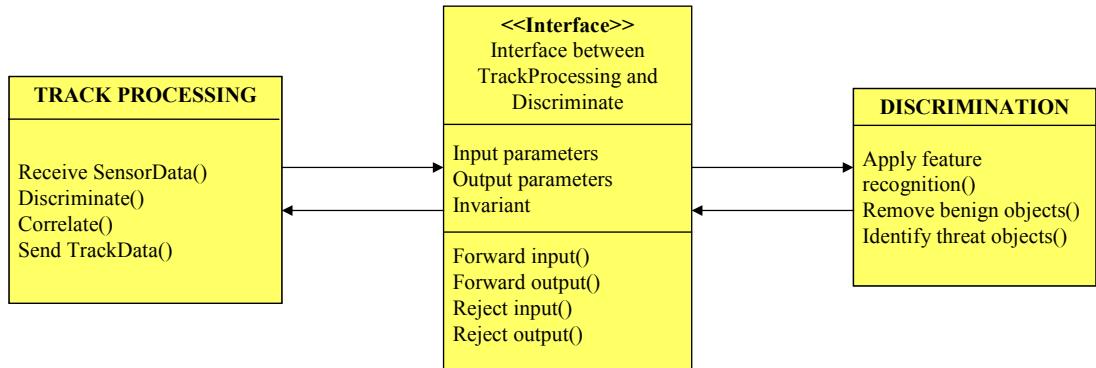 TRACK PROCESSING
Receive SensorData()
Discriminate()
Correlate()
Send TrackData()
<<Interface>>
Interface between
TrackProcessing and
Discriminate
Input parameters
Output parameters
Invariant
Forward input()
Forward output()
Reject input()
Reject output()
DISCRIMINATION
Apply feature
recognition()
Remove benign objects()
Identify threat objects()